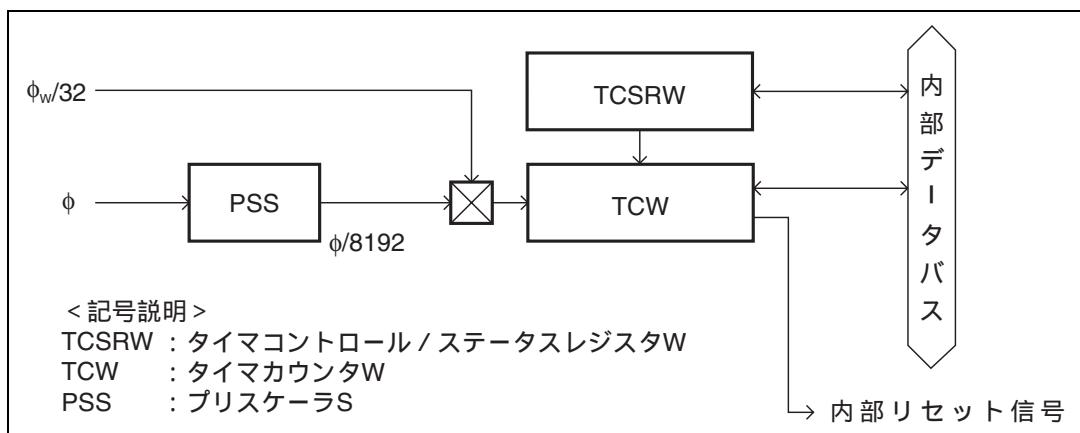 φw/32
TCSRW
φ
PSS
TCW
φ/8192
内部データバス
<記号説明>
TCSRW : タイマコントロール / ステータスレジスタW
TCW : タイマカウンタW
PSS : プリスケーラS
内部リセット信号